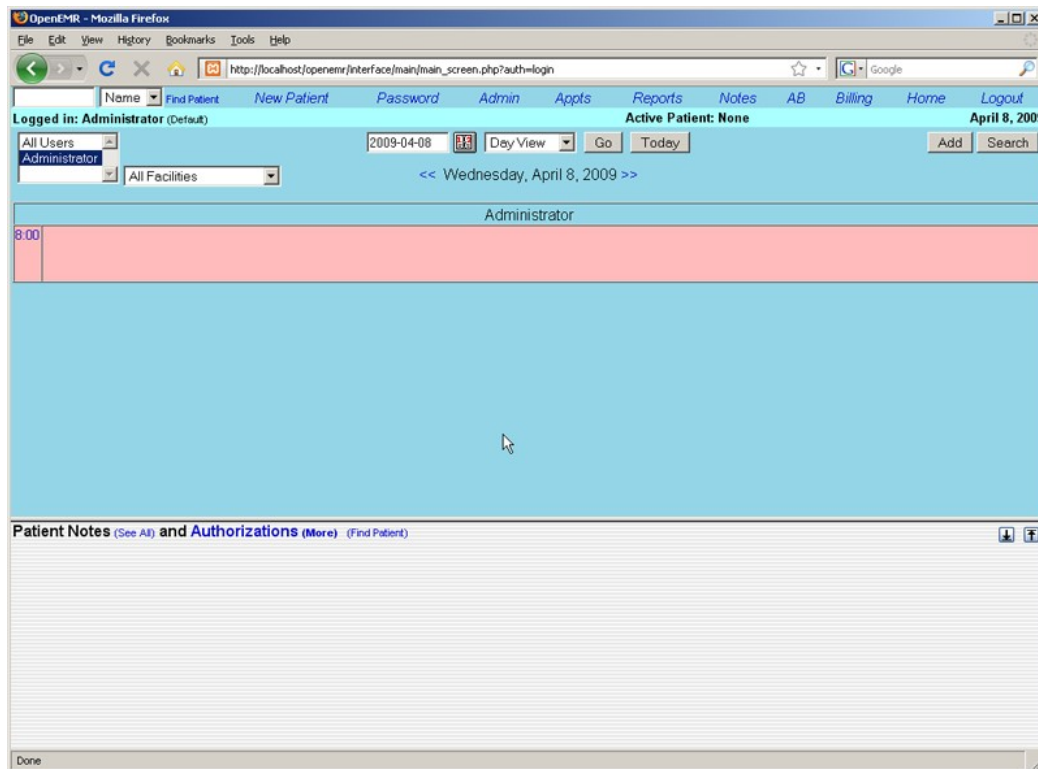 OpenEMR - Mozilla Firefox
File Edit View History Bookmarks Tools Help
http://localhost/openemr/interface/main/main_screen.php?auth=login Google
Name Find Patient New Patient Password Admin Appts Reports Notes AB Billing Home Logout
Logged in: Administrator (Default) Active Patient: None April 8, 200
All Users 2009-04-08 Day View Go Today Add Search
Administrator
All Facilities << Wednesday, April 8, 2009 >>
Administrator
8:00
Patient Notes (See All) and Authorizations (More) (Find Patient)
Done